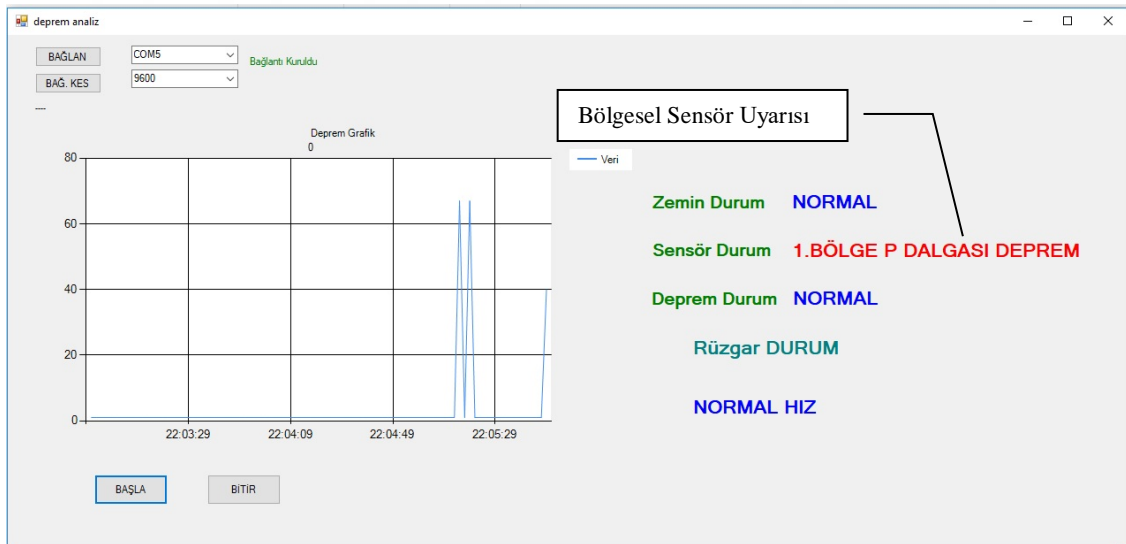 deprem analiz
BAĞLAN
COM5
Bağlantı Kuruldu
BAĞ. KES
9600
----
Bölgesel Sensör Uyarısı
Deprem Grafik
0
Veri
80
60
40
20
0
22:03:29 22:04:09 22:04:49 22:05:29
Zemin Durum NORMAL
Sensör Durum 1.BÖLGE P DALGASI DEPREM
Deprem Durum NORMAL
Rüzgar DURUM
NORMAL HIZ
BAŞLA
BİTİR